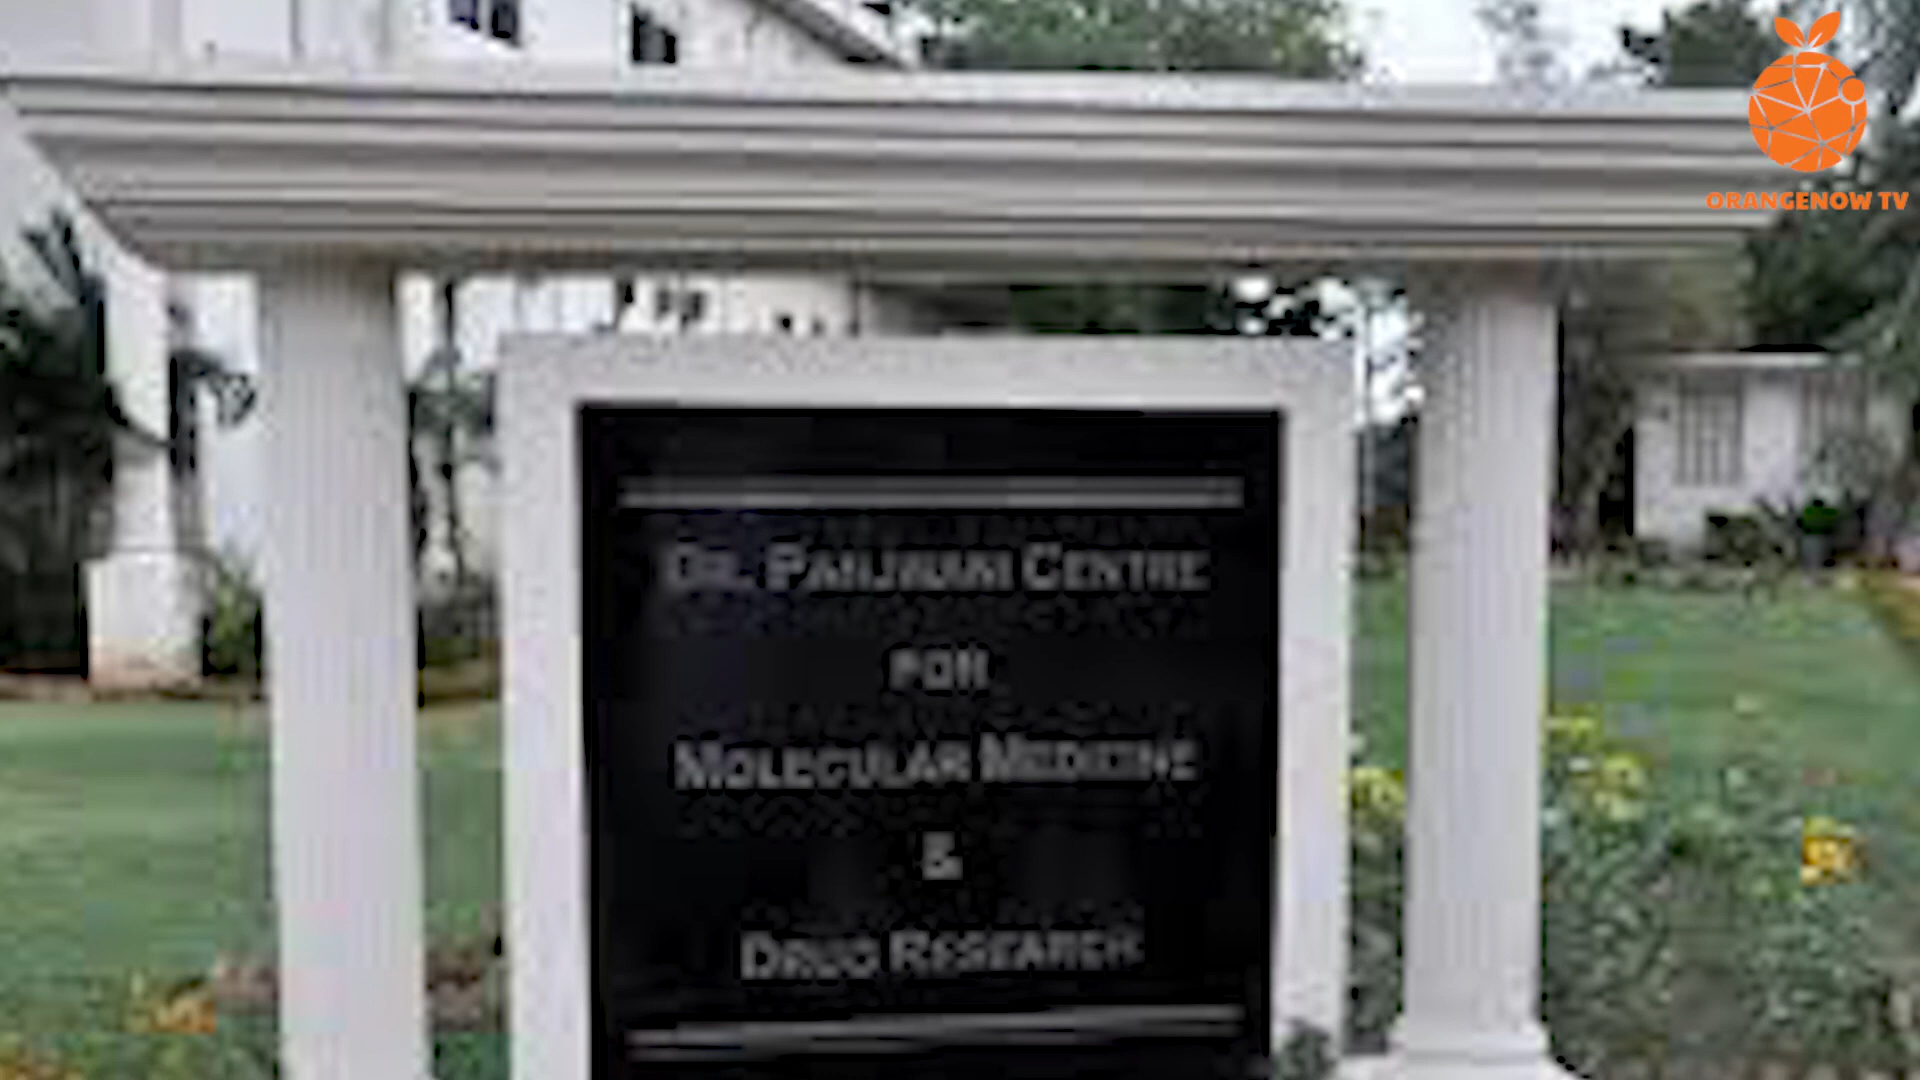 ORANGENOW TV
DR. PANJWANI CENTRE
FOR
MOLECULAR MEDICINE
&
DRUG RESEARCH